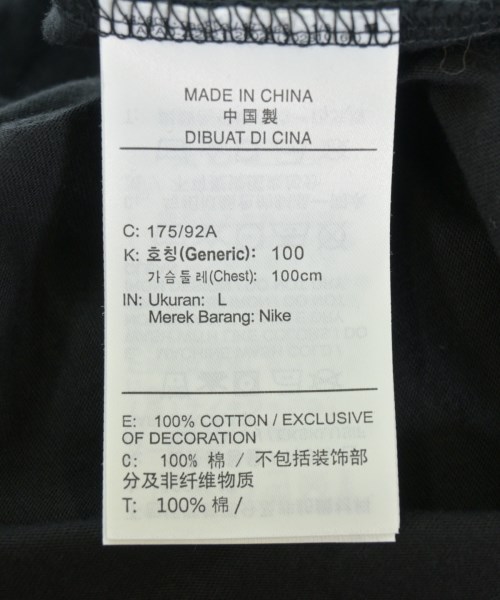 MADE IN CHINA
中国製
DIBUAT DI CINA
C: 175/92A
K: 호칭(Generic): 100
가슴둘레(Chest): 100cm
IN: Ukuran: L
Merek Barang: Nike
E: 100% COTTON / EXCLUSIVE
OF DECORATION
C: 100% 棉 / 不包括装饰部
分及非纤维物质
T: 100% 棉 /